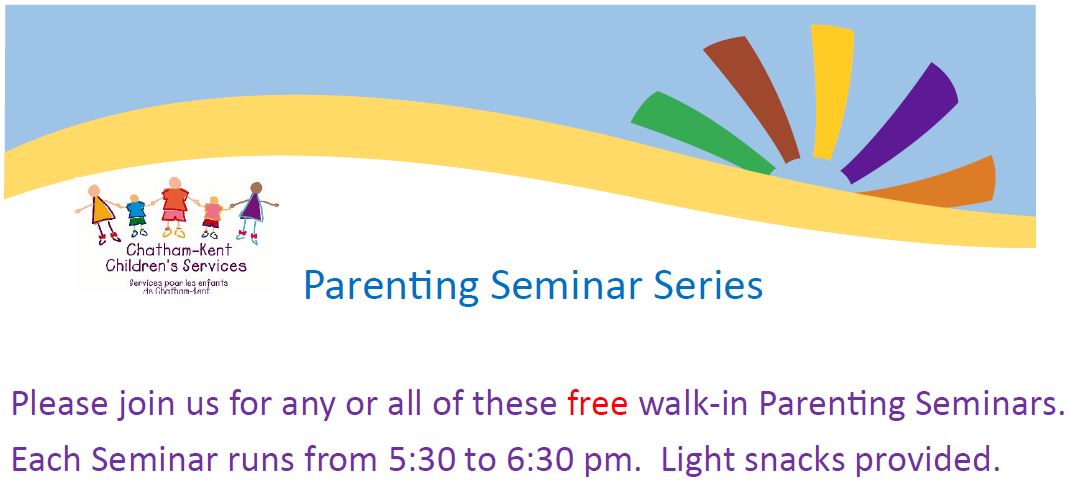 Chatham-Kent
Children's Services
Services pour les enfants
de Chatham-Kent
Parenting Seminar Series
Please join us for any or all of these free walk-in Parenting Seminars.
Each Seminar runs from 5:30 to 6:30 pm.  Light snacks provided.